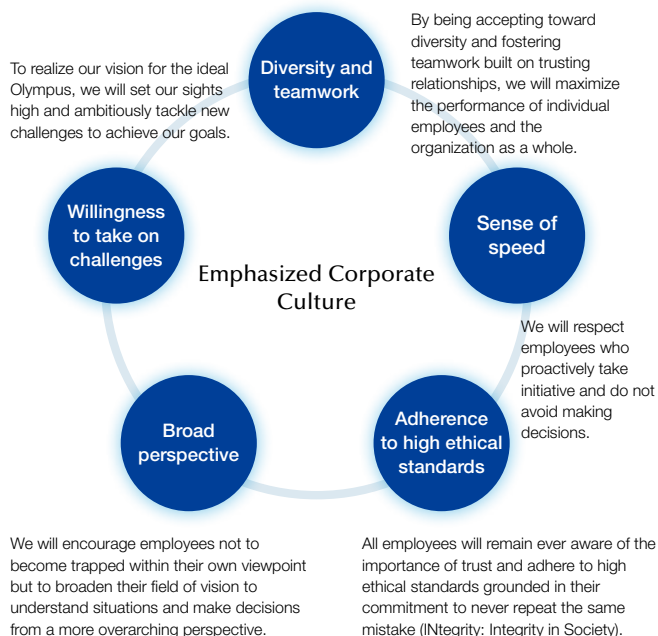 Diversity and
teamwork
By being accepting toward
diversity and fostering
teamwork built on trusting
relationships, we will maximize
the performance of individual
employees and the
organization as a whole.
To realize our vision for the ideal
Olympus, we will set our sights
high and ambitiously tackle new
challenges to achieve our goals.
Willingness
to take on
challenges
Sense of
speed
Emphasized Corporate
Culture
We will respect
employees who
proactively take
initiative and do not
avoid making
decisions.
Broad
perspective
Adherence
to high ethical
standards
We will encourage employees not to
become trapped within their own viewpoint
but to broaden their field of vision to
understand situations and make decisions
from a more overarching perspective.
All employees will remain ever aware of the
importance of trust and adhere to high
ethical standards grounded in their
commitment to never repeat the same
mistake (INtegrity: Integrity in Society).